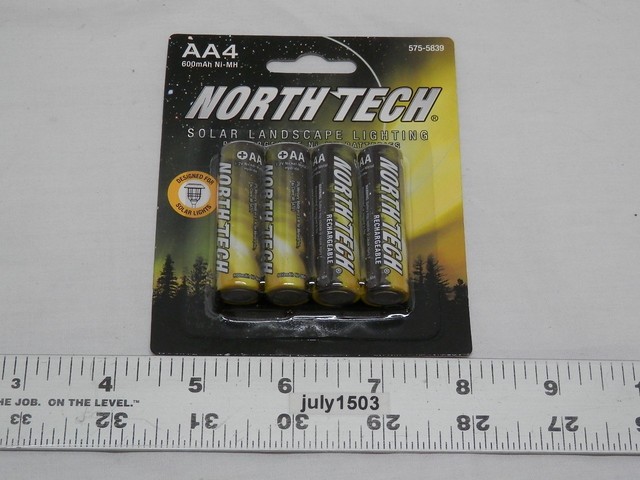 AA4
575-5839
600mAh Ni-MH
NORTH TECH®
SOLAR LANDSCAPE LIGHTING
DESIGNED FOR
SOLAR LIGHTS
AA
AA
AA
AA
NORTH TECH
NORTH TECH
NORTH TECH®
RECHARGEABLE
NORTH TECH®
RECHARGEABLE
3 4 5 6 7 8 9
HE JOB. ON THE LEVEL.™
july1503
33 32 31 30 29 28 27